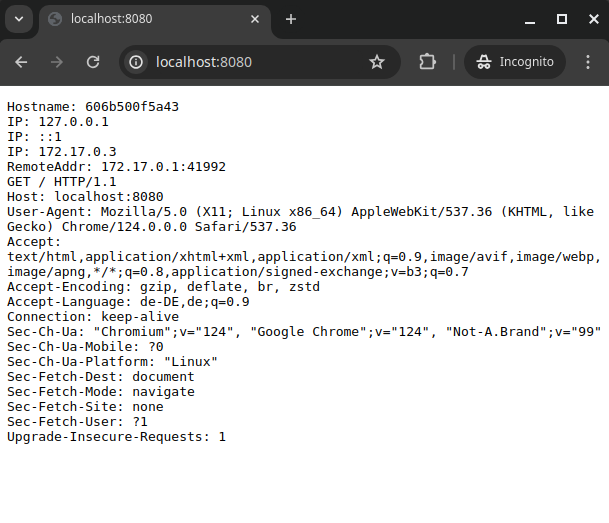 localhost:8080
localhost:8080
Incognito
Hostname: 606b500f5a43
IP: 127.0.0.1
IP: ::1
IP: 172.17.0.3
RemoteAddr: 172.17.0.1:41992
GET / HTTP/1.1
Host: localhost:8080
User-Agent: Mozilla/5.0 (X11; Linux x86_64) AppleWebKit/537.36 (KHTML, like
Gecko) Chrome/124.0.0.0 Safari/537.36
Accept:
text/html,application/xhtml+xml,application/xml;q=0.9,image/avif,image/webp,
image/apng,*/*;q=0.8,application/signed-exchange;v=b3;q=0.7
Accept-Encoding: gzip, deflate, br, zstd
Accept-Language: de-DE,de;q=0.9
Connection: keep-alive
Sec-Ch-Ua: "Chromium";v="124", "Google Chrome";v="124", "Not-A.Brand";v="99"
Sec-Ch-Ua-Mobile: ?0
Sec-Ch-Ua-Platform: "Linux"
Sec-Fetch-Dest: document
Sec-Fetch-Mode: navigate
Sec-Fetch-Site: none
Sec-Fetch-User: ?1
Upgrade-Insecure-Requests: 1